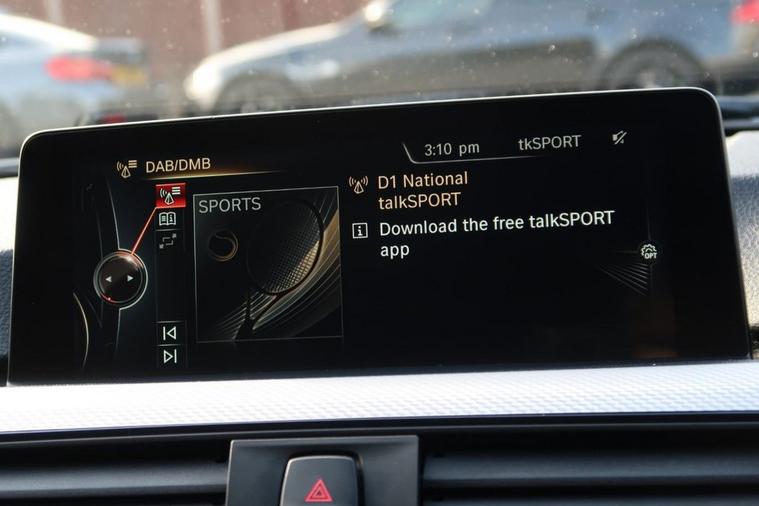 3:10 pm
tkSPORT
DAB/DMB
D1 National
talkSPORT
SPORTS
Download the free talkSPORT
app
OPT